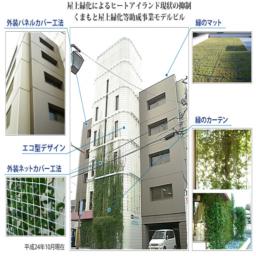 屋上緑化によるヒートアイランド現状の抑制
くまもと屋上緑化等助成事業モデルビル
外装パネルカバー工法
緑のマット
エコ型デザイン
緑のカーテン
外装ネットカバー工法
平成24年10月現在